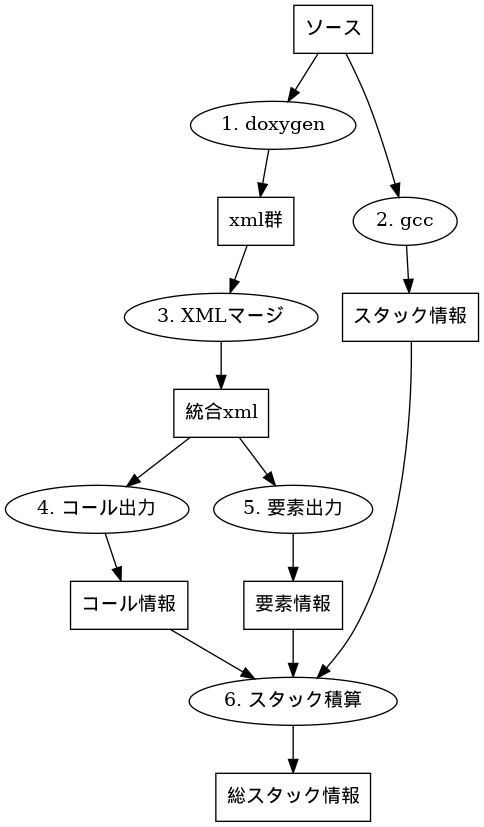 ソース
1. doxygen
xml群
2. gcc
3. XMLマージ
スタック情報
統合xml
4. コール出力
5. 要素出力
コール情報
要素情報
6. スタック積算
総スタック情報